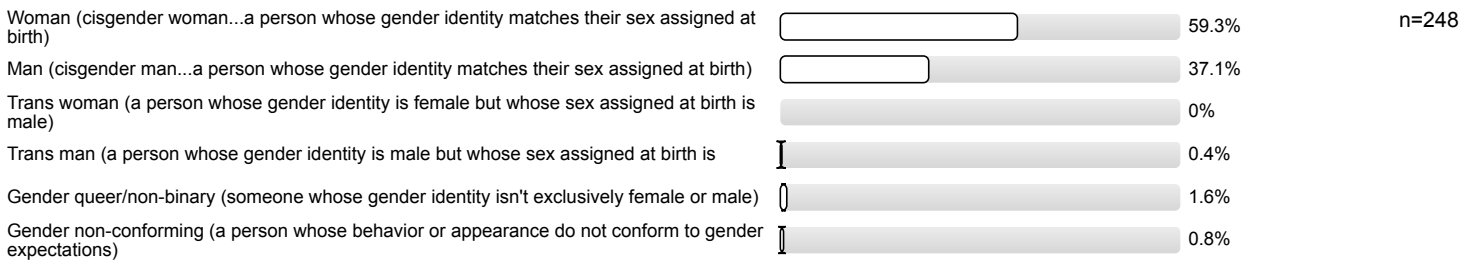 Woman (cisgender woman...a person whose gender identity matches their sex assigned at
birth)
59.3%
n=248
Man (cisgender man...a person whose gender identity matches their sex assigned at birth)
37.1%
Trans woman (a person whose gender identity is female but whose sex assigned at birth is
male)
0%
Trans man (a person whose gender identity is male but whose sex assigned at birth is
0.4%
Gender queer/non-binary (someone whose gender identity isn't exclusively female or male)
1.6%
Gender non-conforming (a person whose behavior or appearance do not conform to gender
expectations)
0.8%